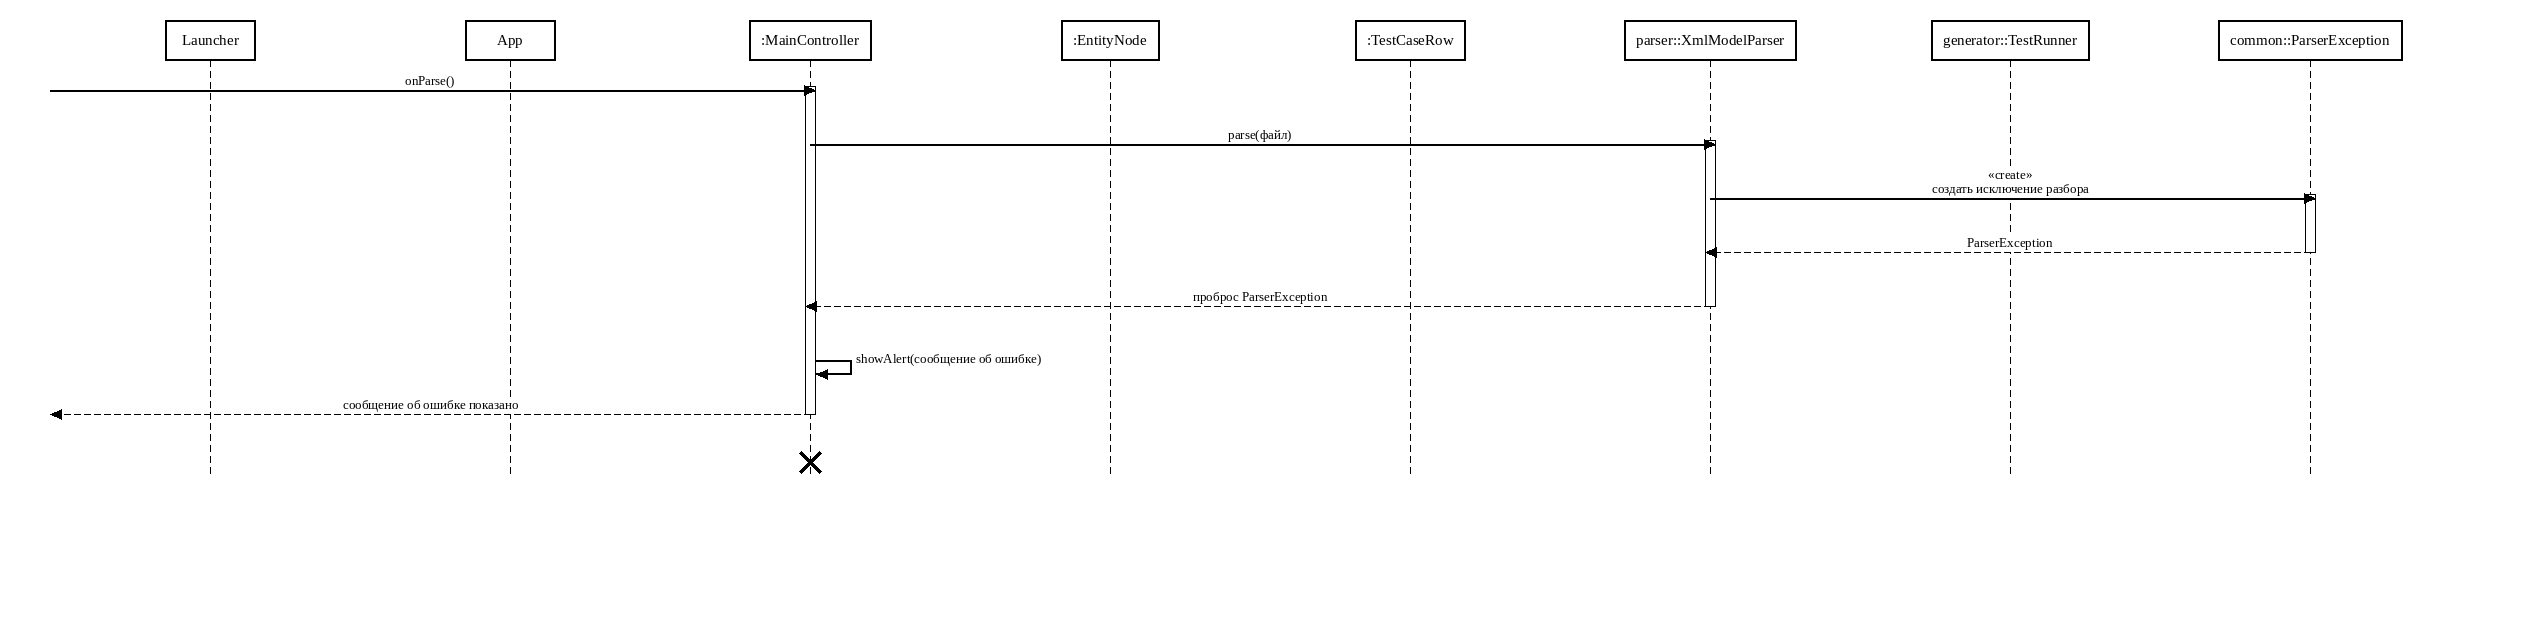 Launcher
App
:MainController
:EntityNode
:TestCaseRow
parser::XmlModelParser
generator::TestRunner
common::ParserException
onParse()
parse(файл)
«create»
создать исключение разбора
ParserException
проброс ParserException
showAlert(сообщение об ошибке)
сообщение об ошибке показано